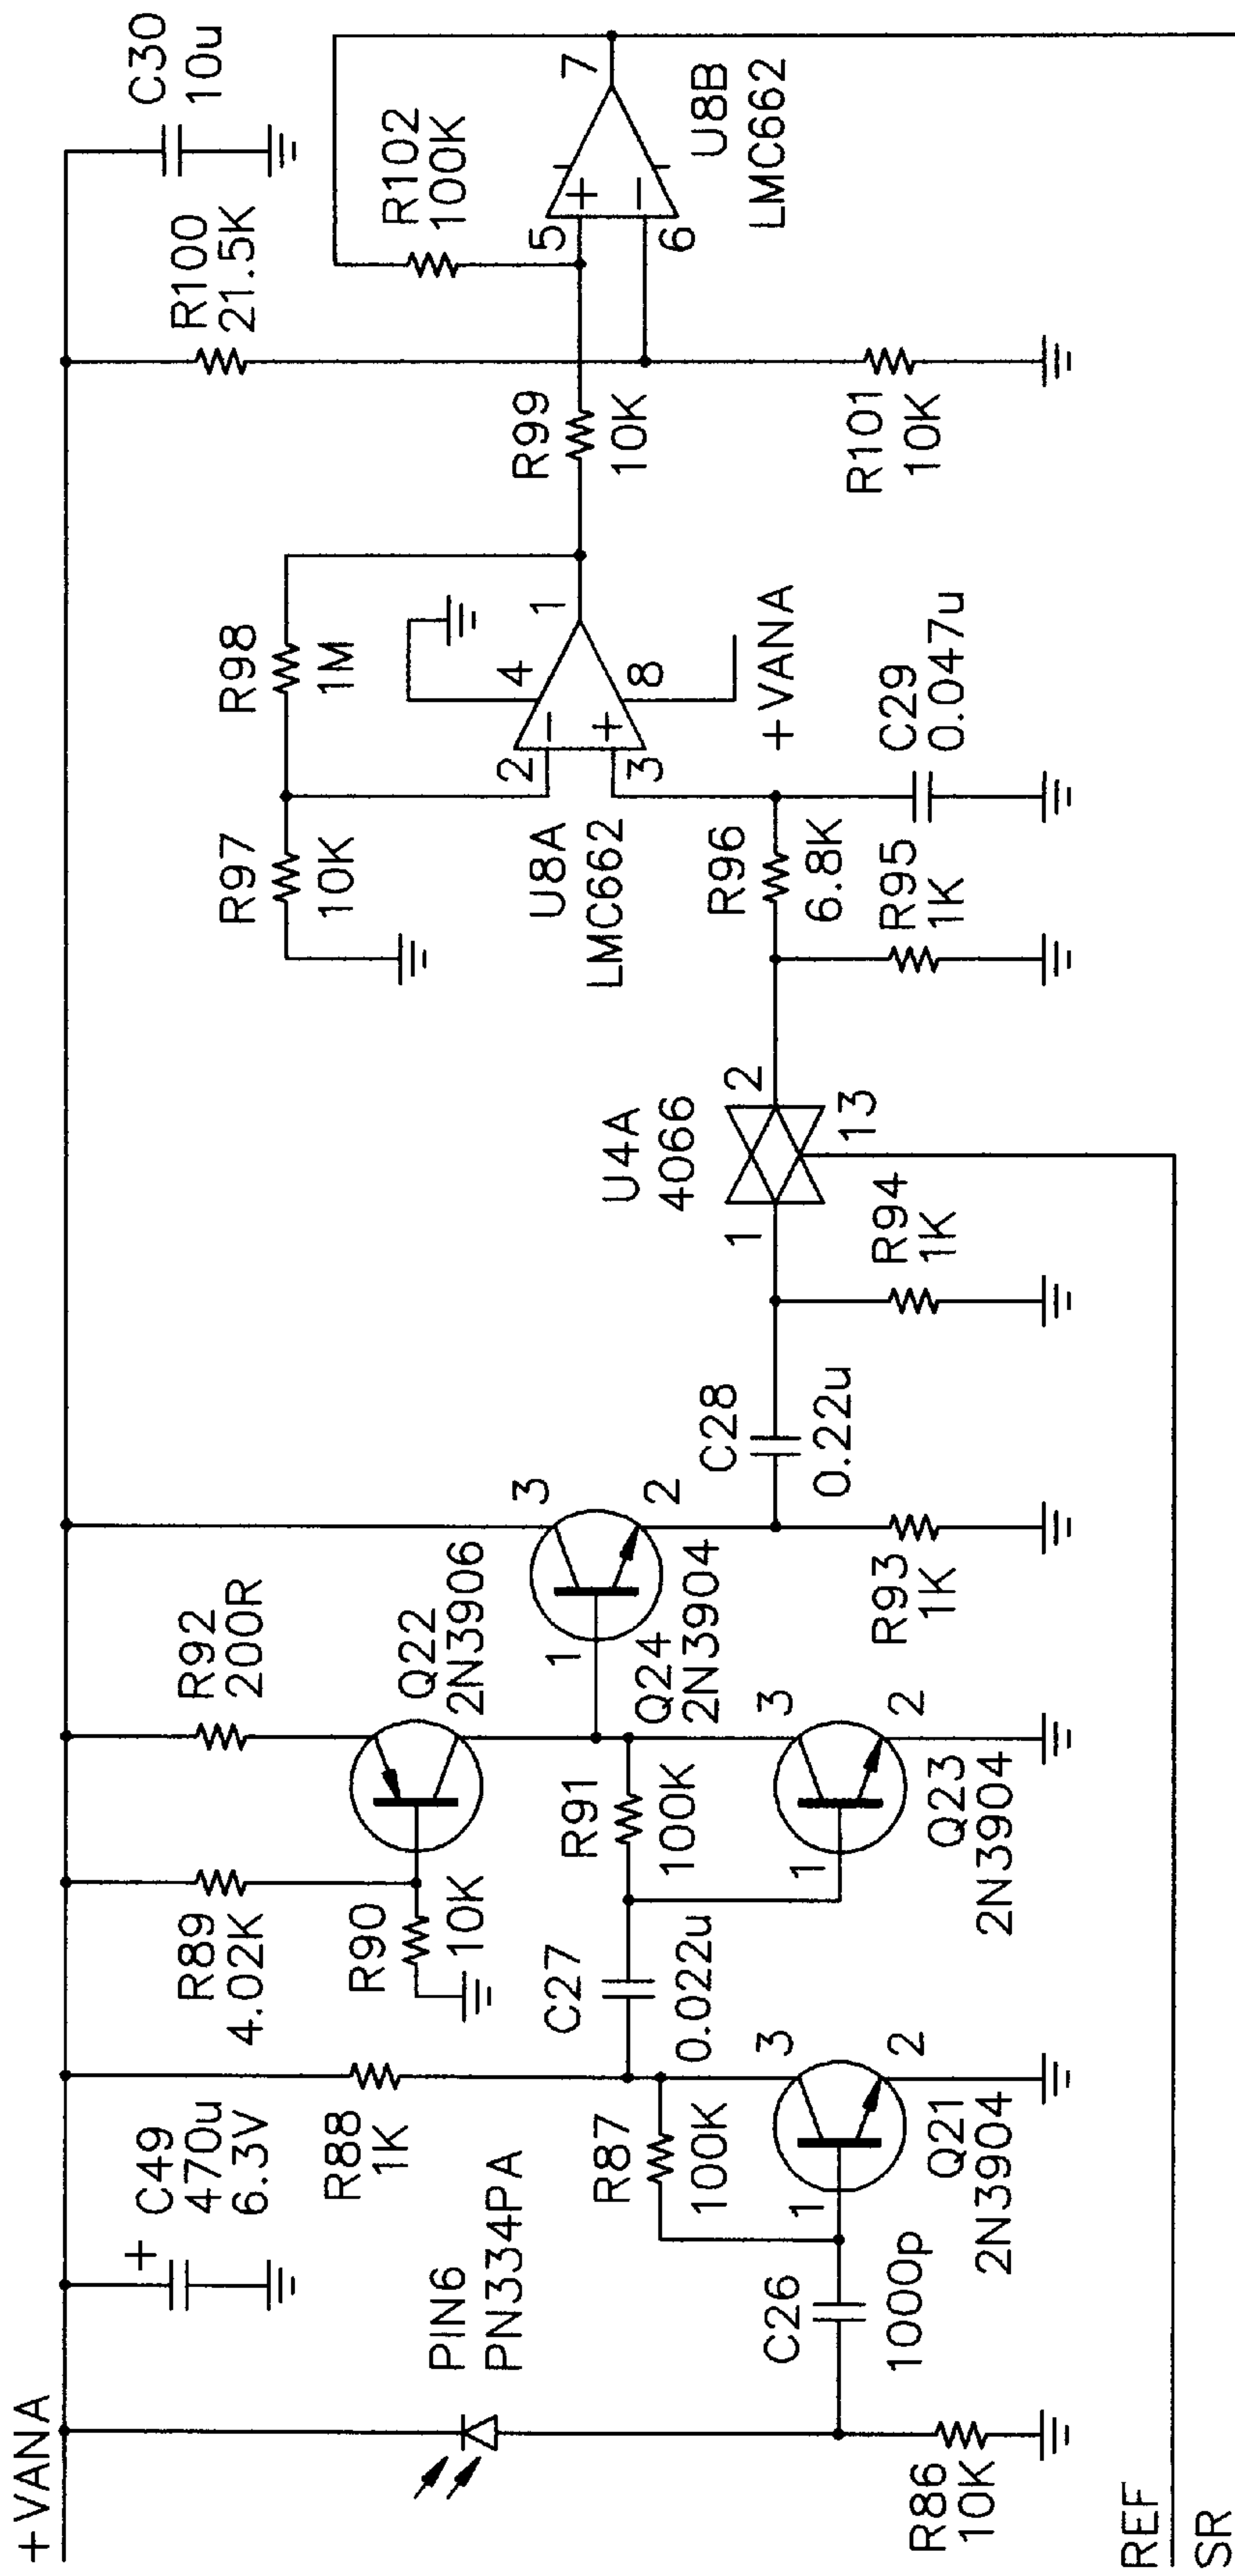 +VANA
C49
470u
6.3V
+
PIN6
PN334PA
R86
10K
C26
1000p
R87
100K
R88
1K
Q21
2N3904
1
3
2
C27
0.022u
R89
4.02K
R90
10K
R91
100K
R92
200R
Q22
2N3906
Q23
2N3904
1
3
2
Q24
2N3904
1
3
2
R93
1K
C28
0.22u
R94
1K
U4A
4066
1
2
13
R95
1K
R96
6.8K
C29
0.047u
R97
10K
R98
1M
U8A
LMC662
2
3
−
+
4
8
1
+VANA
R99
10K
R100
21.5K
R101
10K
R102
100K
C30
10u
5
6
+
−
7
U8B
LMC662
REF
SR